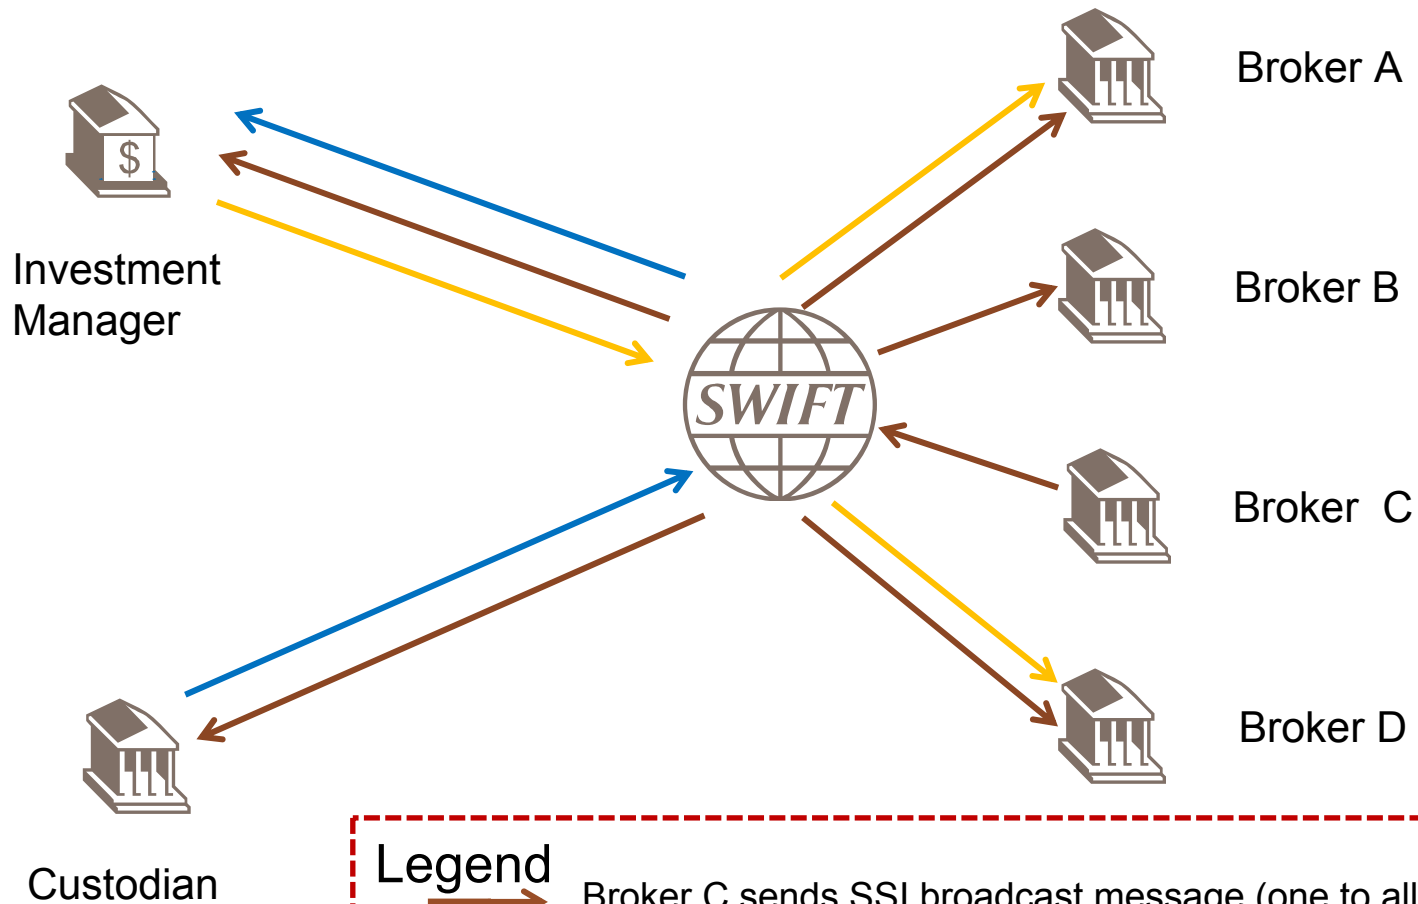 Broker A
$
Investment
Manager
Broker B
SWIFT
Broker C
Broker D
Custodian
Legend
Broker C sends SSI broadcast message (one to all